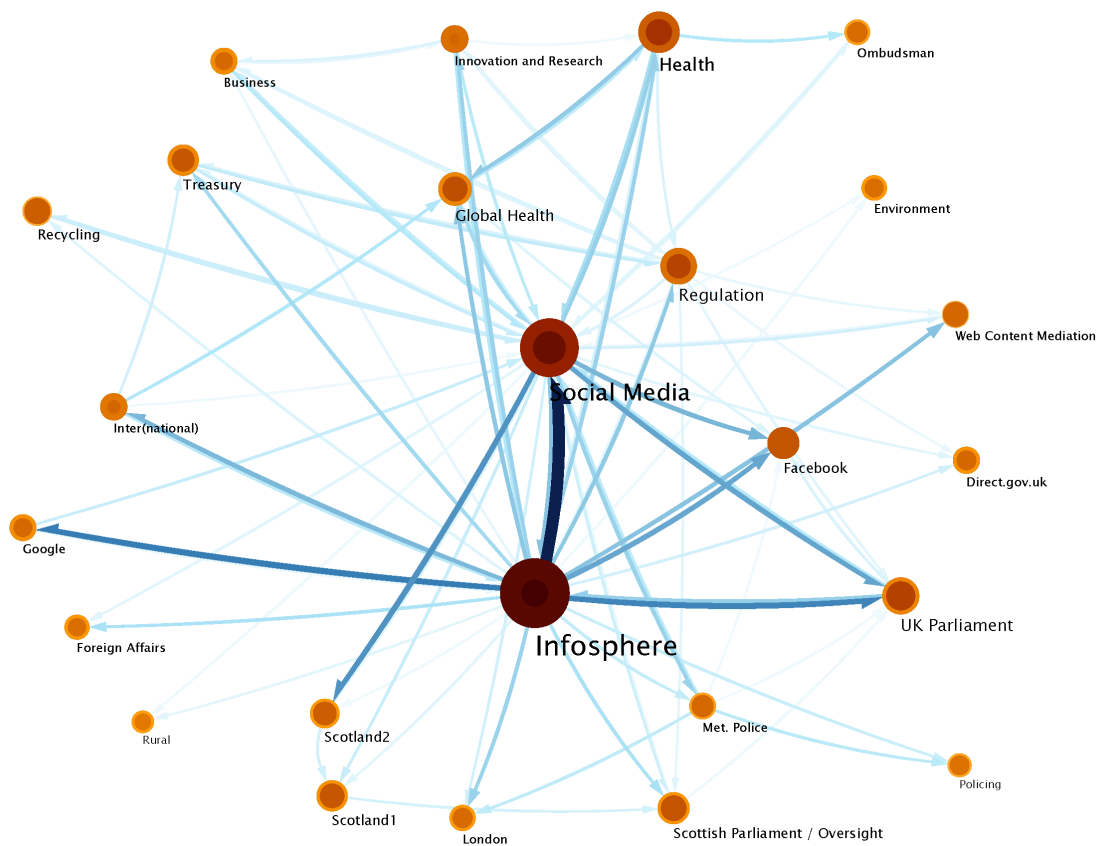 Innovation and Research
Health
Ombudsman
Business
Treasury
Global Health
Environment
Recycling
Regulation
Web Content Mediation
Social Media
Inter(national)
Facebook
Direct.gov.uk
Google
Infosphere
UK Parliament
Foreign Affairs
Rural
Scotland2
Met. Police
Policing
Scotland1
London
Scottish Parliament / Oversight